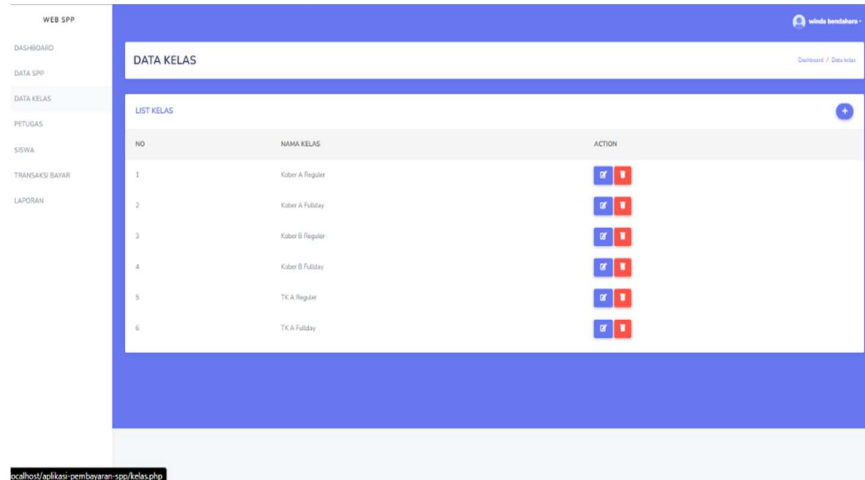 WEB SPP
winda bendahara
DASHBOARD
DATA SPP
DATA KELAS
PETUGAS
SISWA
TRANSAKSI BAYAR
LAPORAN
DATA KELAS
Dashboard / Data kelas
LIST KELAS
NO NAMA KELAS ACTION
1 Kober A Reguler
2 Kober A Fullday
3 Kober B Reguler
4 Kober B Fullday
5 TK A Reguler
6 TK A Fullday
ocalhost/aplikasi-pembayaran-spp/kelas.php